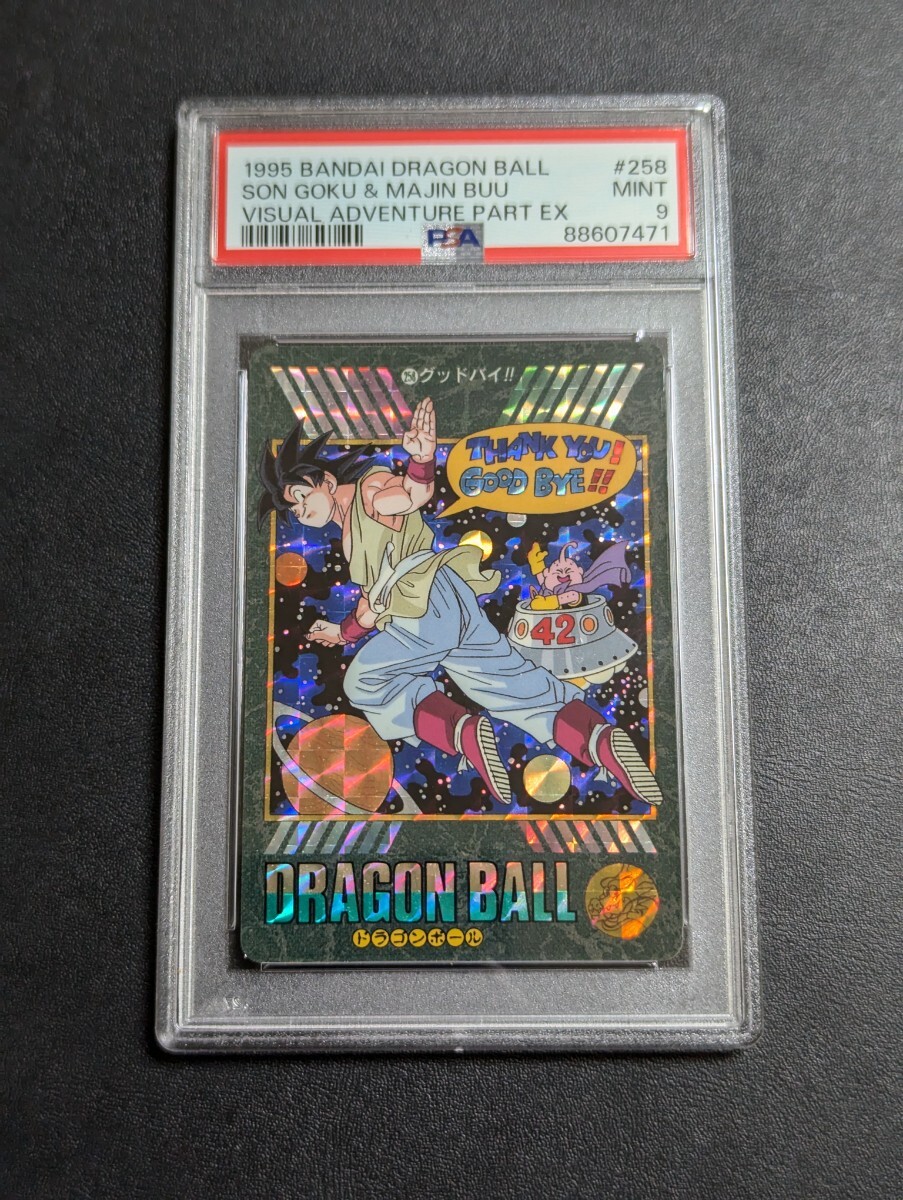 1995 BANDAI DRAGON BALL #258
SON GOKU & MAJIN BUU MINT
VISUAL ADVENTURE PART EX 9
PSA 88607471
258 グッドバイ!!
THANK YOU!
GOOD BYE!!
42
DRAGON BALL
ドラゴンボール